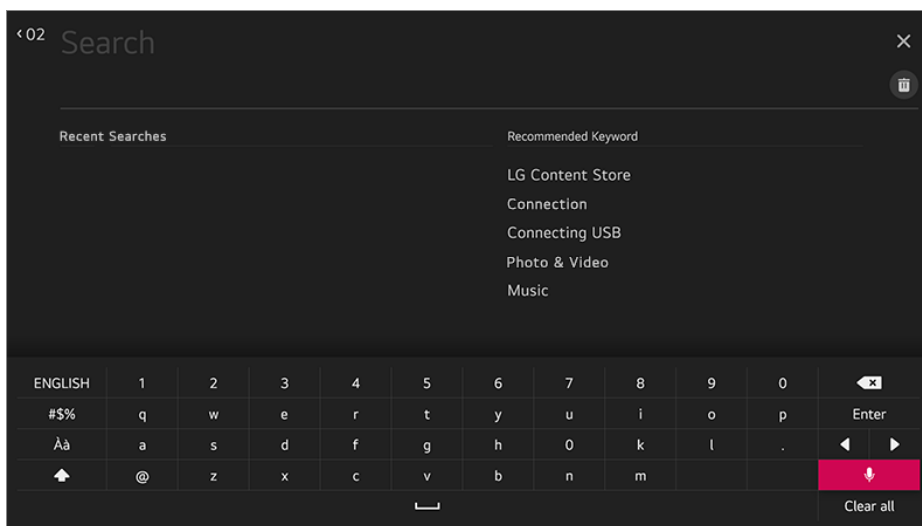 02
Search
Recent Searches
Recommended Keyword
LG Content Store
Connection
Connecting USB
Photo & Video
Music
ENGLISH 1 2 3 4 5 6 7 8 9 0
#$% q w e r t y u i o p Enter
Àà a s d f g h 0 k l .
@ z x c v b n m
Clear all